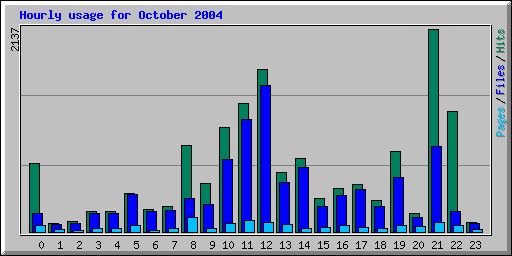 Hourly usage for October 2004
2137
Pages / Files / Hits
0 1 2 3 4 5 6 7 8 9 10 11 12 13 14 15 16 17 18 19 20 21 22 23